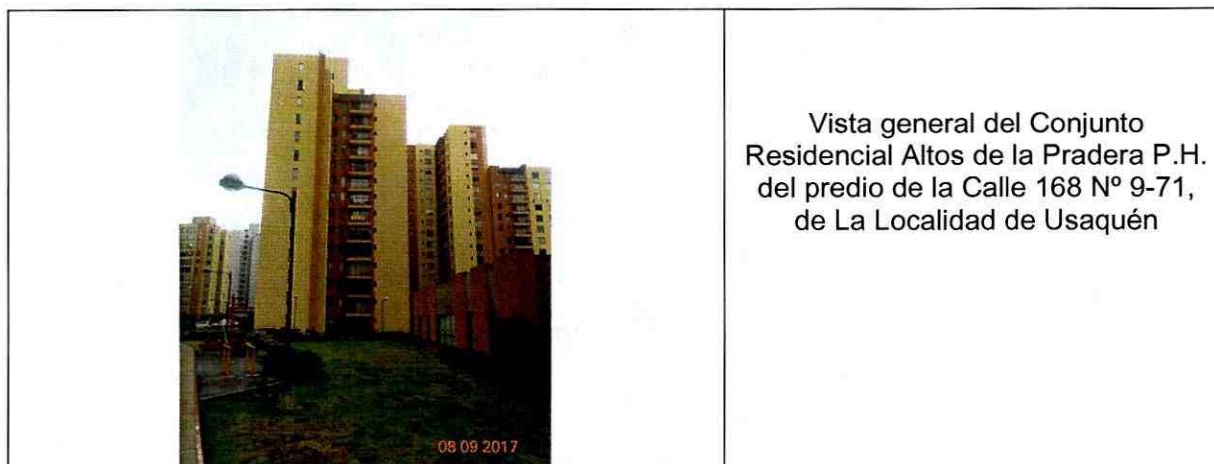 Vista general del Conjunto
Residencial Altos de la Pradera P.H.
del predio de la Calle 168 Nº 9-71,
de La Localidad de Usaquén
08 09 2017